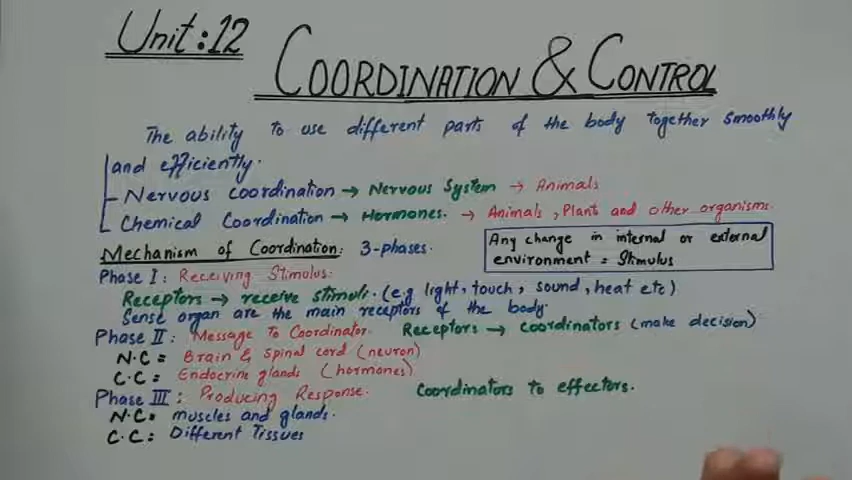 Unit: 12
COORDINATION & CONTROL
The ability to use different parts of the body together smoothly
and efficiently.
Nervous coordination → Nervous System → Animals
Chemical Coordination → Hormones. → Animals, Plant and other organisms.
Mechanism of Coordination: 3-phases.
Any change in internal or external
environment = Stimulus
Phase I: Receiving Stimulus:
Receptors → receive stimuli. (e.g light, touch, sound, heat etc)
Sense organ are the main receptors of the body.
Phase II: Message To Coordinator. Receptors → coordinators (make decision)
N.C = Brain & spinal cord (neuron)
C.C = Endocrine glands (hormones)
Phase III: Producing Response. Coordinators to effectors.
N.C = muscles and glands.
C.C: Different Tissues